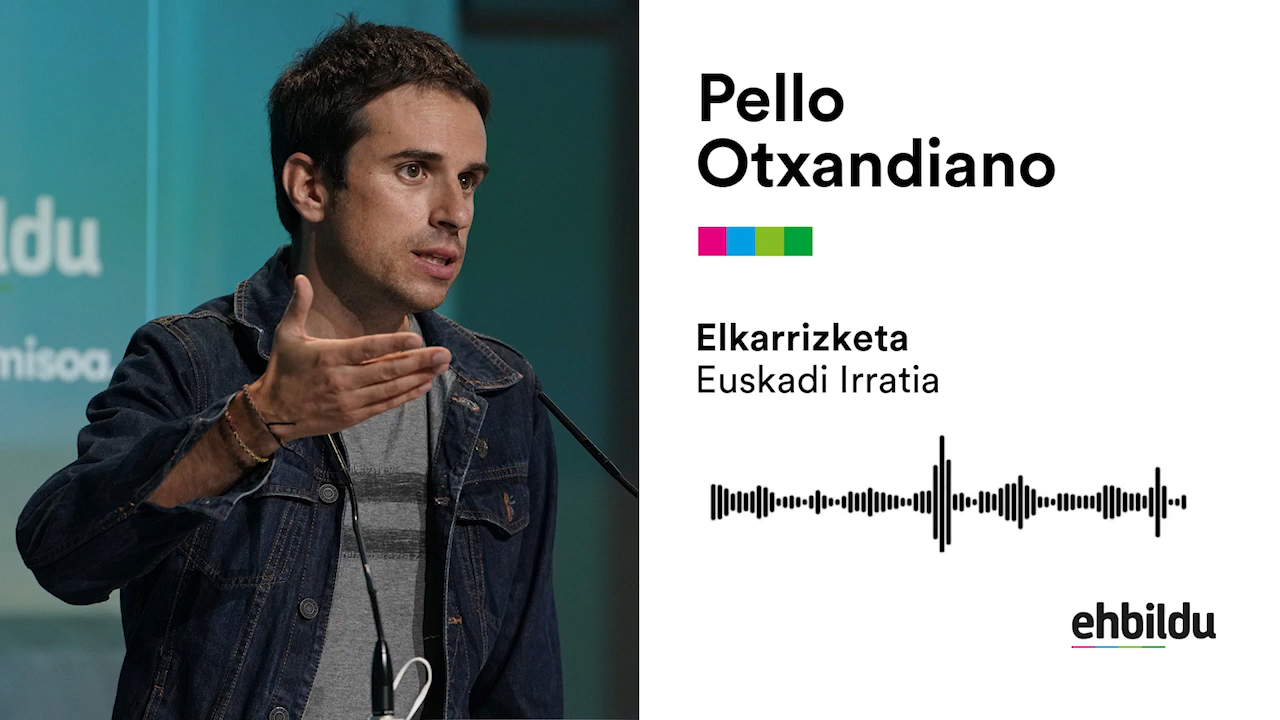 ldu
misoa.
Pello
Otxandiano
Elkarrizketa
Euskadi Irratia
ehbildu